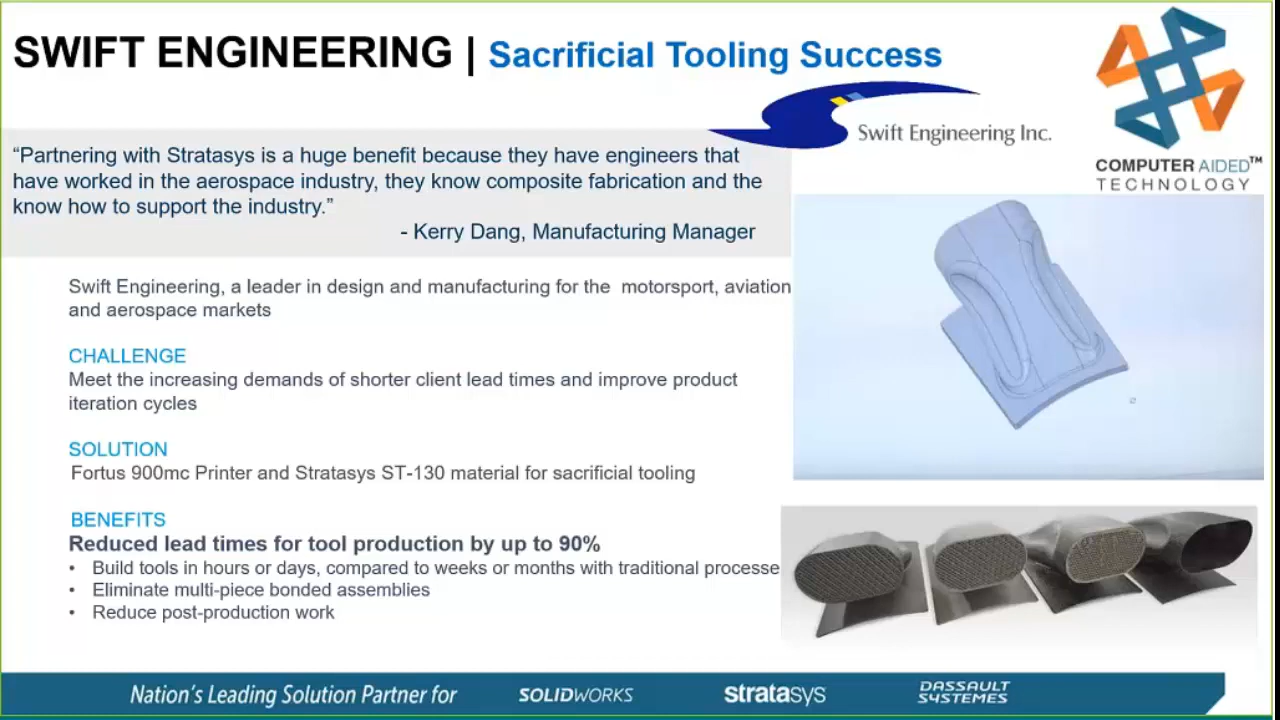 SWIFT ENGINEERING | Sacrificial Tooling Success
Swift Engineering Inc.
COMPUTER AIDED™
TECHNOLOGY
“Partnering with Stratasys is a huge benefit because they have engineers that
have worked in the aerospace industry, they know composite fabrication and the
know how to support the industry.”
- Kerry Dang, Manufacturing Manager
Swift Engineering, a leader in design and manufacturing for the motorsport, aviation
and aerospace markets
CHALLENGE
Meet the increasing demands of shorter client lead times and improve product
iteration cycles
SOLUTION
Fortus 900mc Printer and Stratasys ST-130 material for sacrificial tooling
BENEFITS
Reduced lead times for tool production by up to 90%
• Build tools in hours or days, compared to weeks or months with traditional processe
• Eliminate multi-piece bonded assemblies
• Reduce post-production work
Nation's Leading Solution Partner for
SOLIDWORKS
stratasys
DASSAULT
SYSTEMES